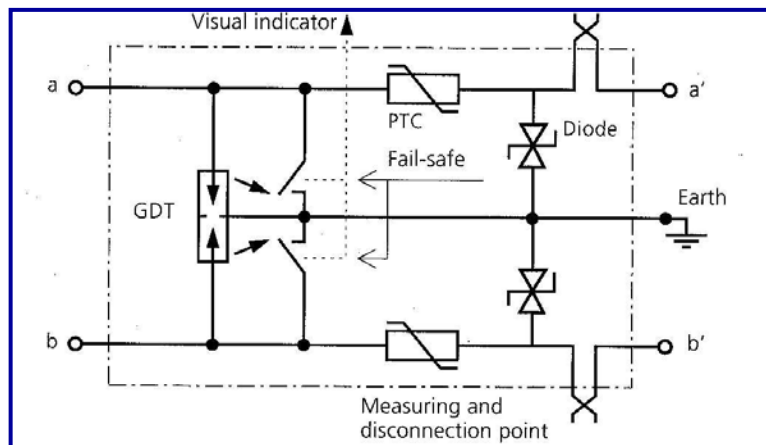 Visual indicator
a
a'
PTC
Diode
Fail-safe
GDT
Earth
b
b'
Measuring and
disconnection point